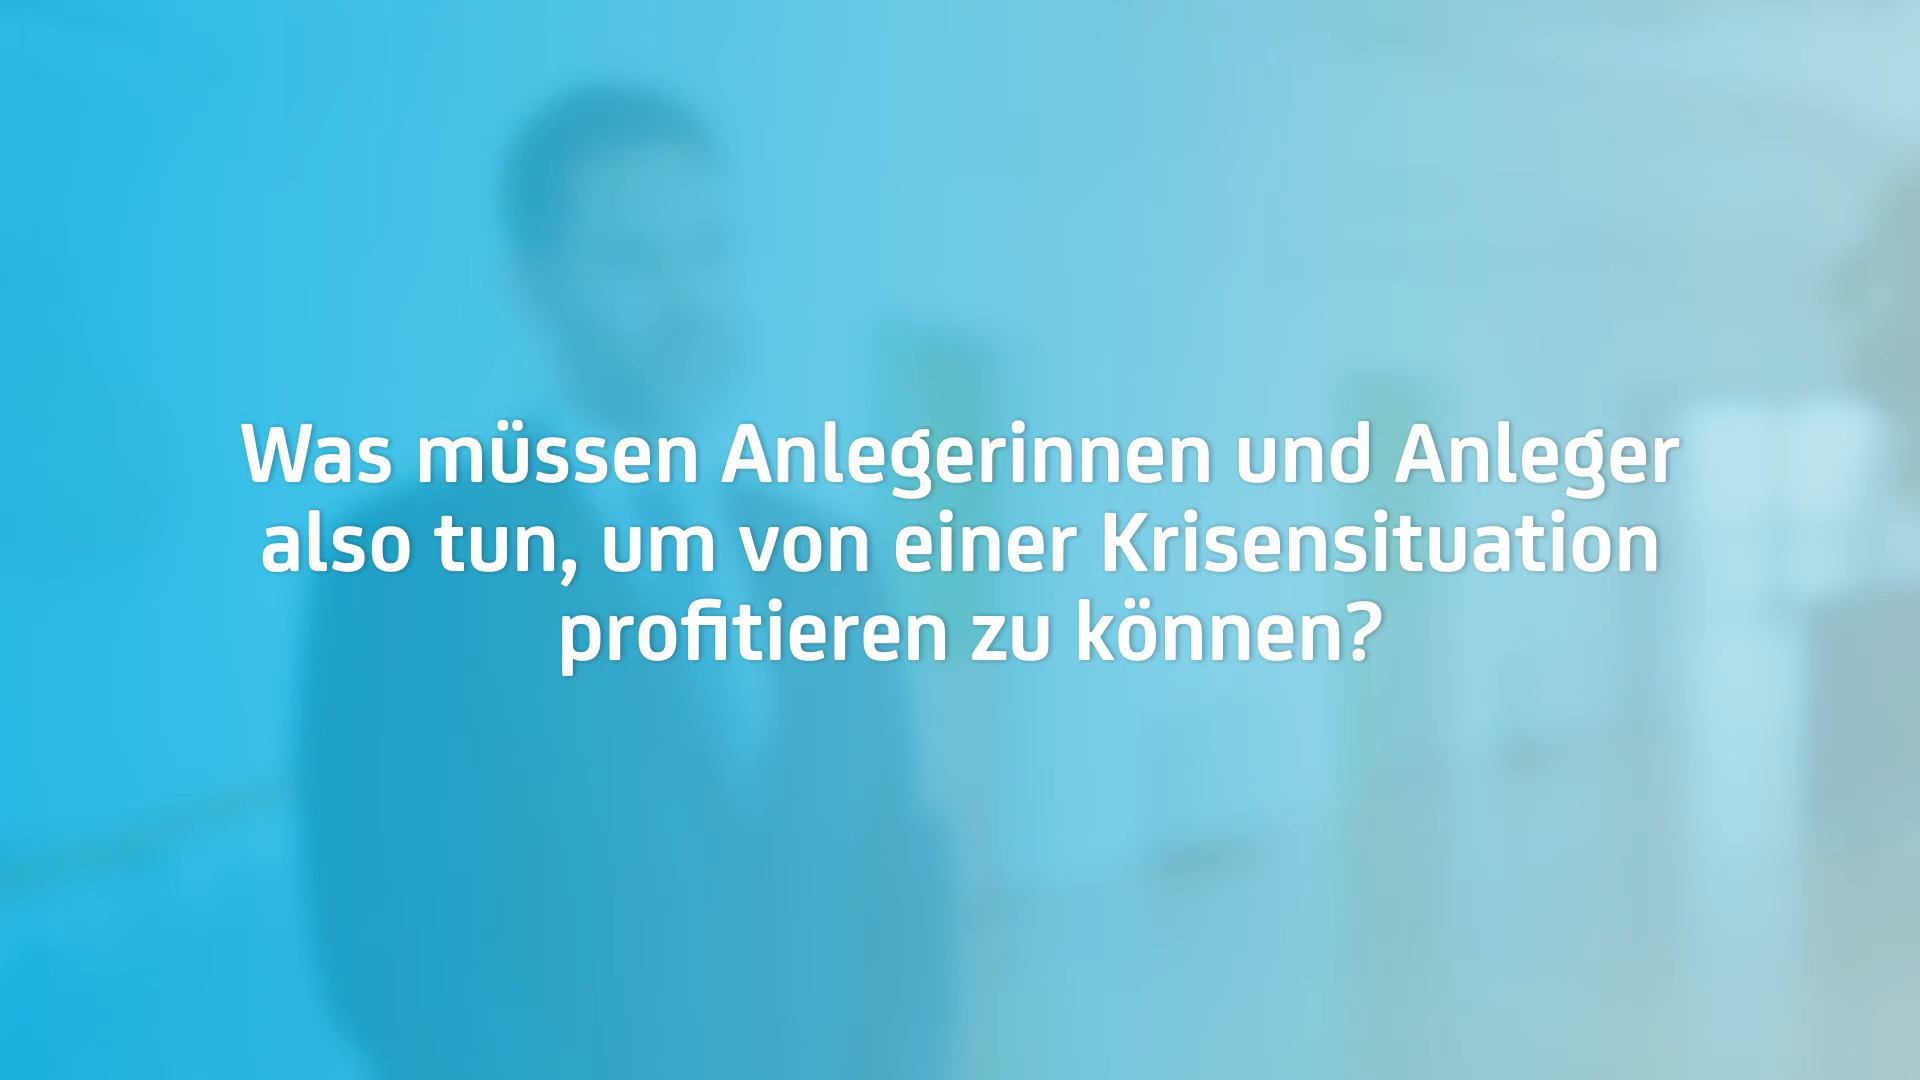 Was müssen Anlegerinnen und Anleger
also tun, um von einer Krisensituation
profitieren zu können?